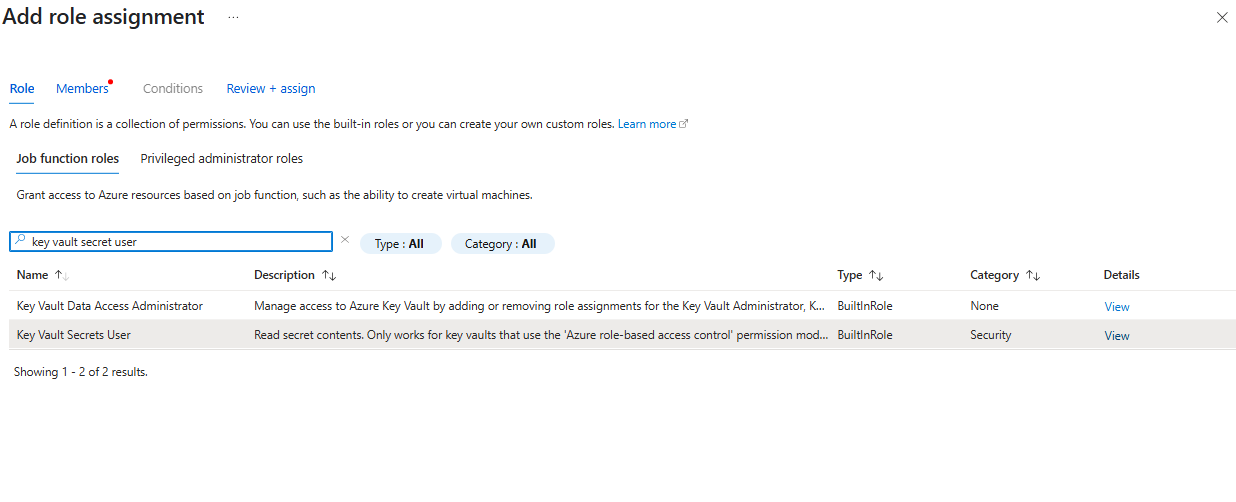 Add role assignment ...
Role Members Conditions Review + assign
A role definition is a collection of permissions. You can use the built-in roles or you can create your own custom roles. Learn more
Job function roles Privileged administrator roles
Grant access to Azure resources based on job function, such as the ability to create virtual machines.
key vault secret user Type : All Category : All
Name Description Type Category Details
Key Vault Data Access Administrator Manage access to Azure Key Vault by adding or removing role assignments for the Key Vault Administrator, K... BuiltInRole None View
Key Vault Secrets User Read secret contents. Only works for key vaults that use the 'Azure role-based access control' permission mod... BuiltInRole Security View
Showing 1 - 2 of 2 results.